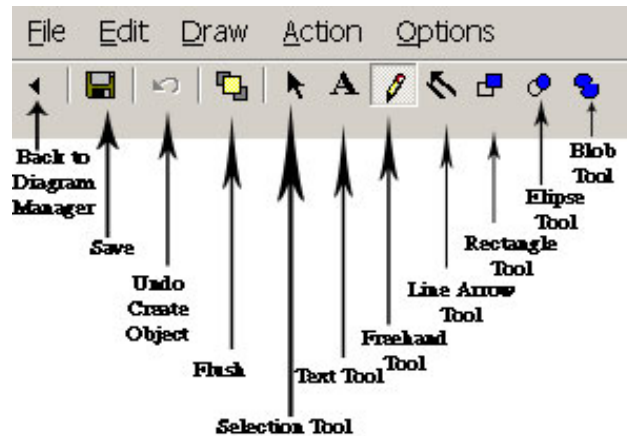 File Edit Draw Action Options
A
Back to
Diagram
Manager
Save
Undo
Create
Object
Flush
Selection Tool
Text Tool
Freehand
Tool
Line Arrow
Tool
Rectangle
Tool
Elipse
Tool
Blob
Tool